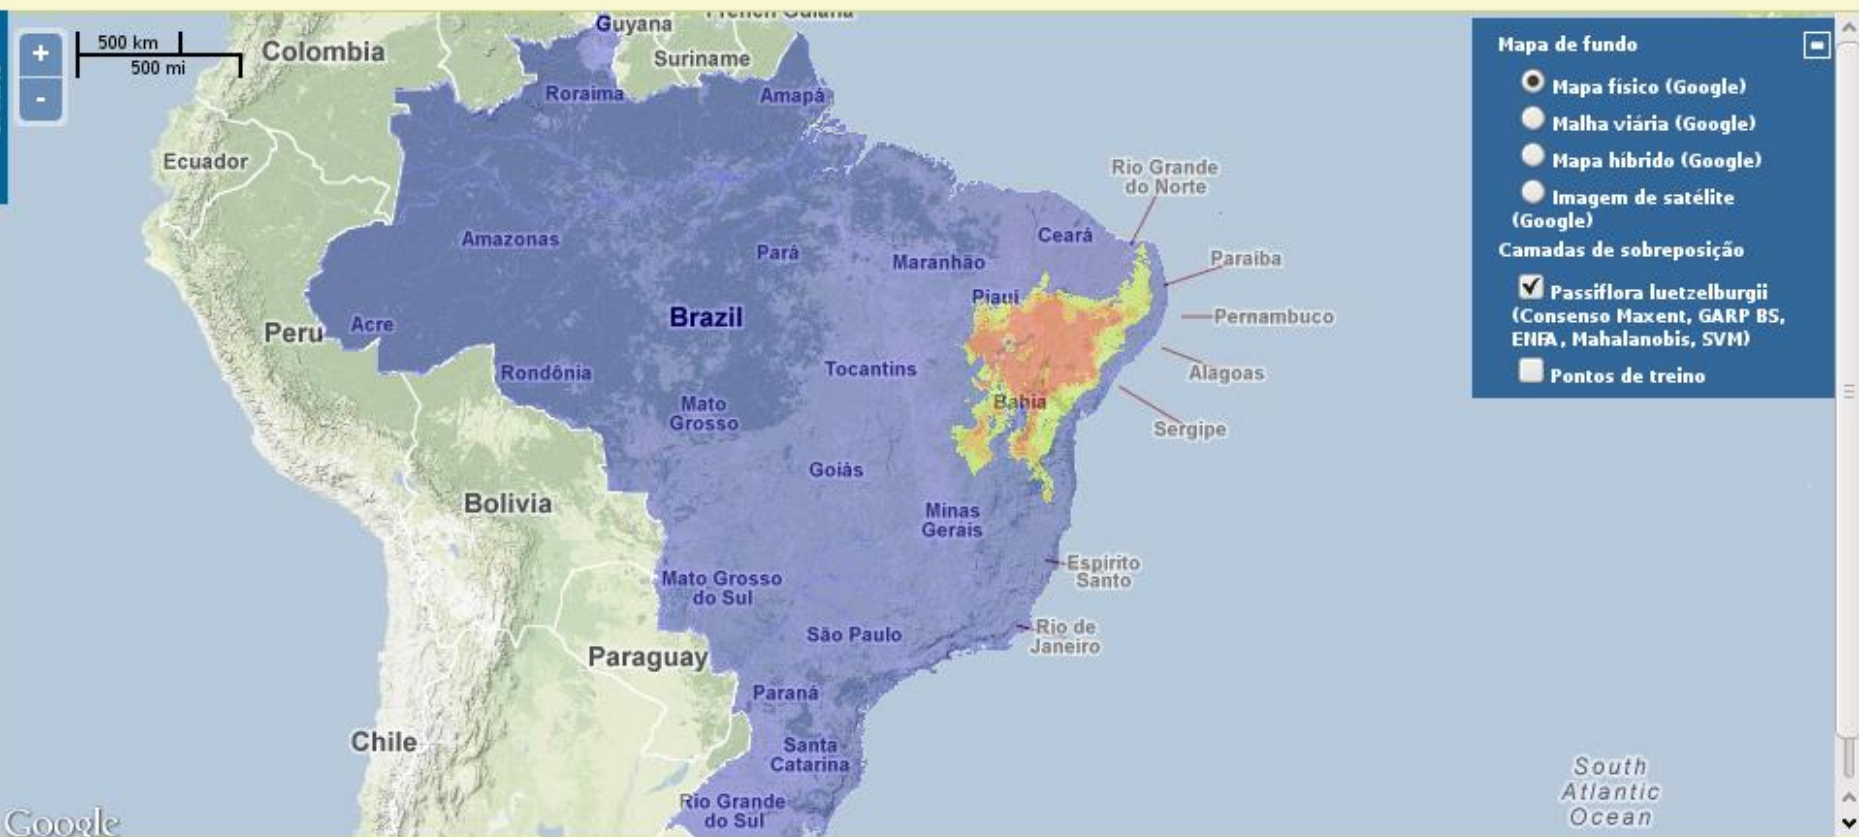 French Guiana
Guyana
Suriname
500 km
500 mi
Colombia
+
-
Roraima
Amapá
Ecuador
Rio Grande
do Norte
Amazonas
Pará
Maranhão
Ceará
Paraíba
Piauí
Brazil
Pernambuco
Peru
Acre
Rondônia
Tocantins
Alagoas
Mato
Grosso
Bahia
Sergipe
Goiás
Bolivia
Minas
Gerais
Espírito
Santo
Mato Grosso
do Sul
São Paulo
Rio de
Janeiro
Paraguay
Paraná
Chile
Santa
Catarina
Rio Grande
do Sul
South
Atlantic
Ocean
Google
Mapa de fundo
Mapa físico (Google)
Malha viária (Google)
Mapa híbrido (Google)
Imagem de satélite
(Google)
Camadas de sobreposição
Passiflora luetzelburgii
(Consenso Maxent, GARP BS,
ENFA, Mahalanobis, SVM)
Pontos de treino